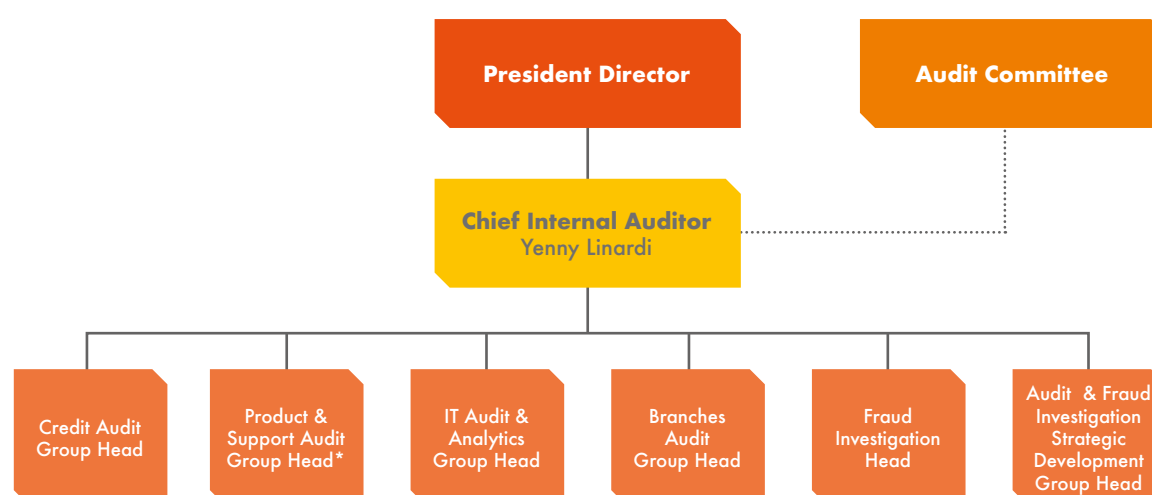 President Director
Audit Committee
Chief Internal Auditor
Yenny Linardi
Credit Audit
Group Head
Product &
Support Audit
Group Head*
IT Audit &
Analytics
Group Head
Branches
Audit
Group Head
Fraud
Investigation
Head
Audit & Fraud
Investigation
Strategic
Development
Group Head